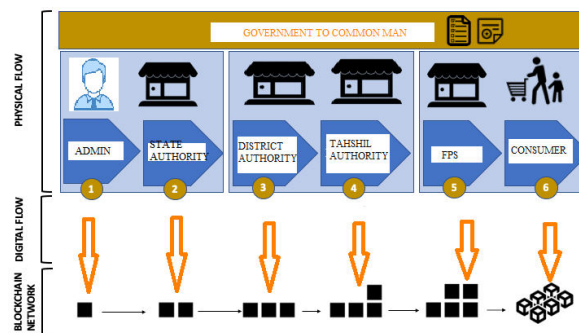 GOVERNMENT TO COMMON MAN
PHYSICAL FLOW
ADMIN
STATE
AUTHORITY
DISTRICT
AUTHORITY
TAHSHIL
AUTHORITY
FPS
CONSUMER
1
2
3
4
5
6
DIGITAL FLOW
BLOCKCHAIN
NETWORK